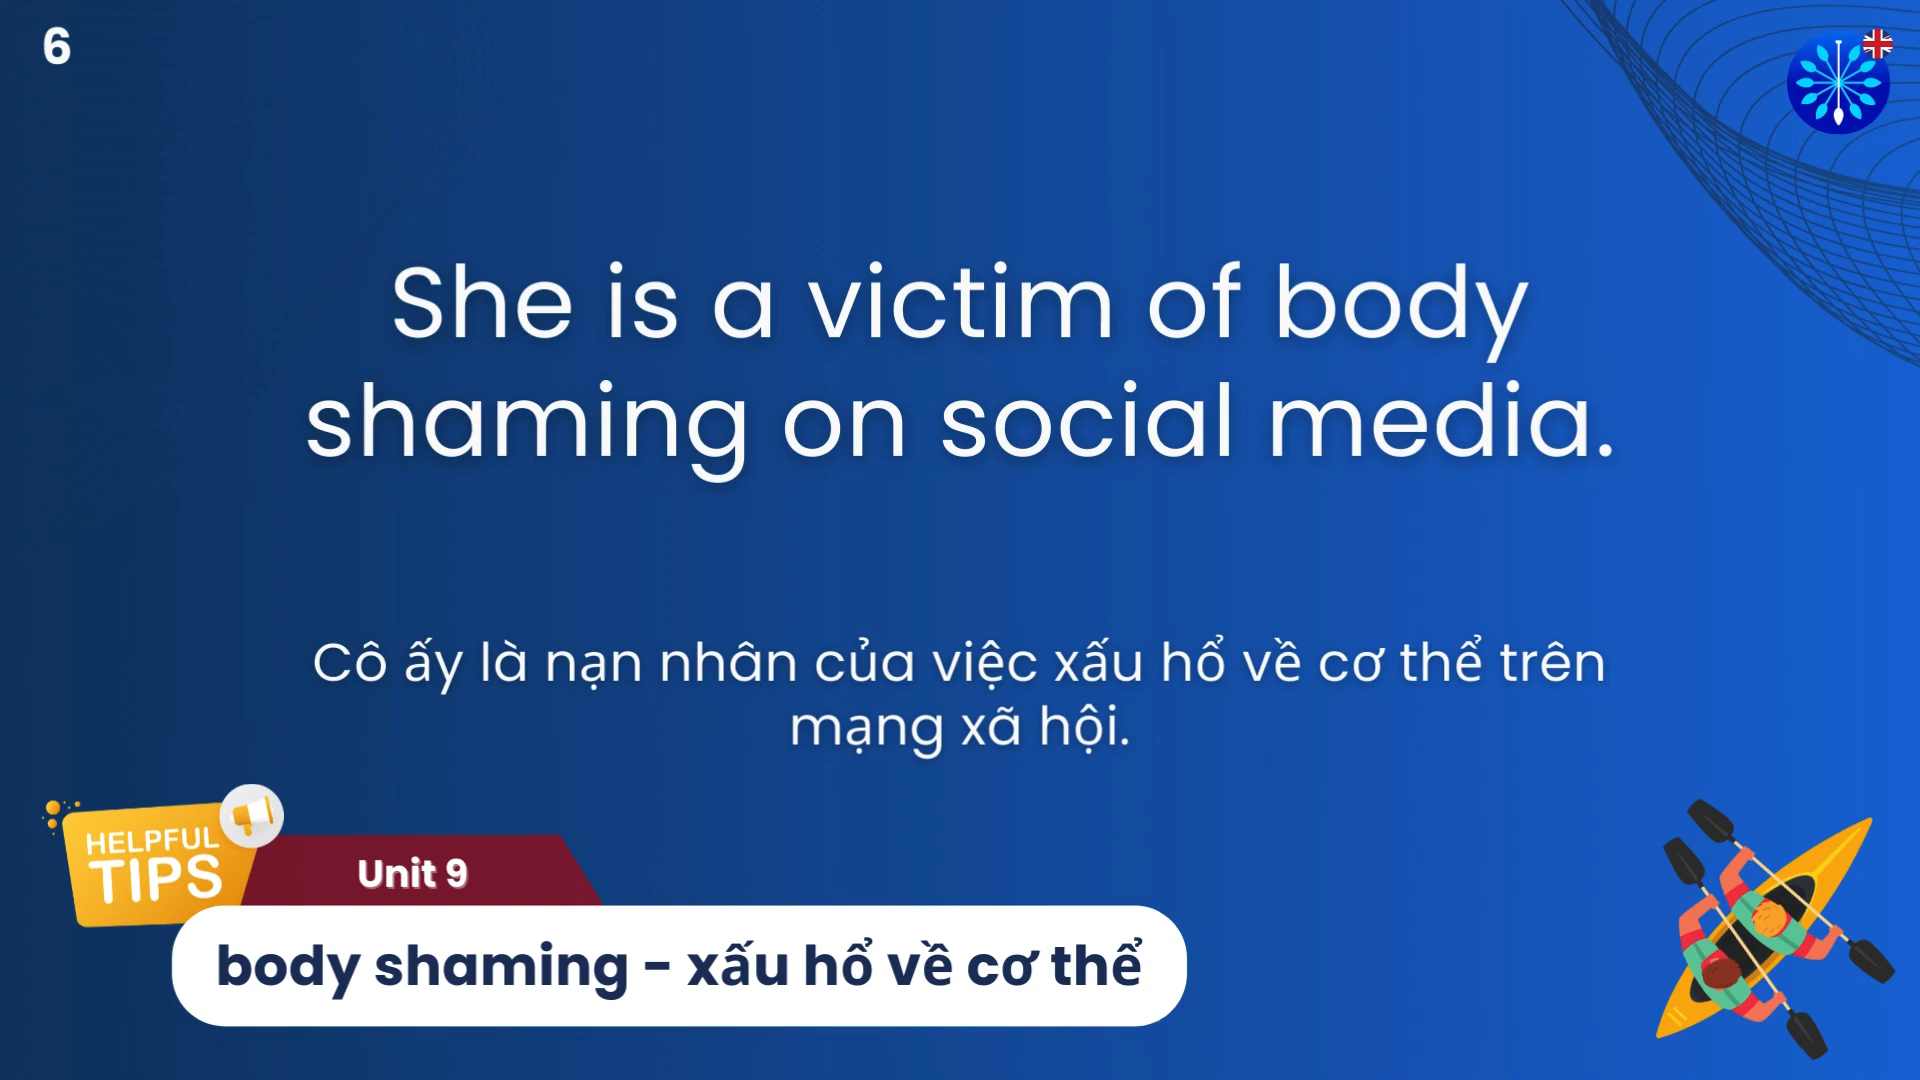 6
She is a victim of body
shaming on social media.
Cô ấy là nạn nhân của việc xấu hổ về cơ thể trên
mạng xã hội.
HELPFUL
TIPS
Unit 9
body shaming - xấu hổ về cơ thể